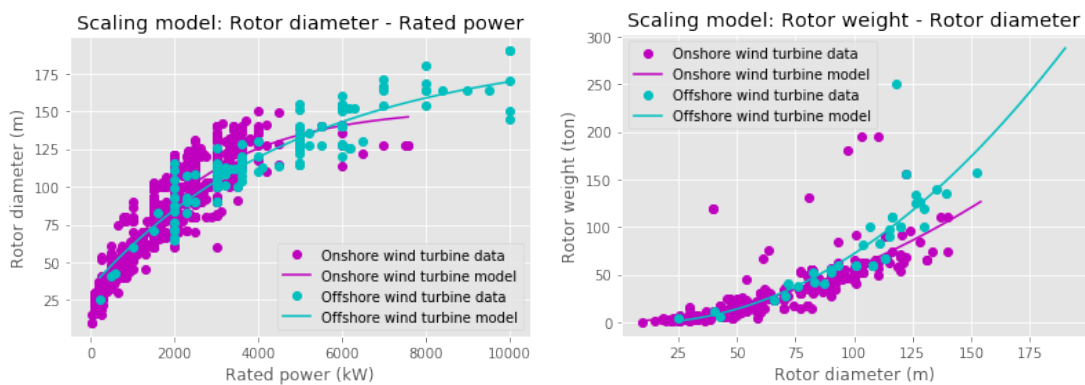 Scaling model: Rotor diameter - Rated power
175
150
125
100
75
50
25
Rotor diameter (m)
Onshore wind turbine data
Onshore wind turbine model
Offshore wind turbine data
Offshore wind turbine model
0
2000
4000
6000
8000
10000
Rated power (kW)
Scaling model: Rotor weight - Rotor diameter
300
250
200
150
100
50
0
Rotor weight (ton)
Onshore wind turbine data
Onshore wind turbine model
Offshore wind turbine data
Offshore wind turbine model
25
50
75
100
125
150
175
Rotor diameter (m)